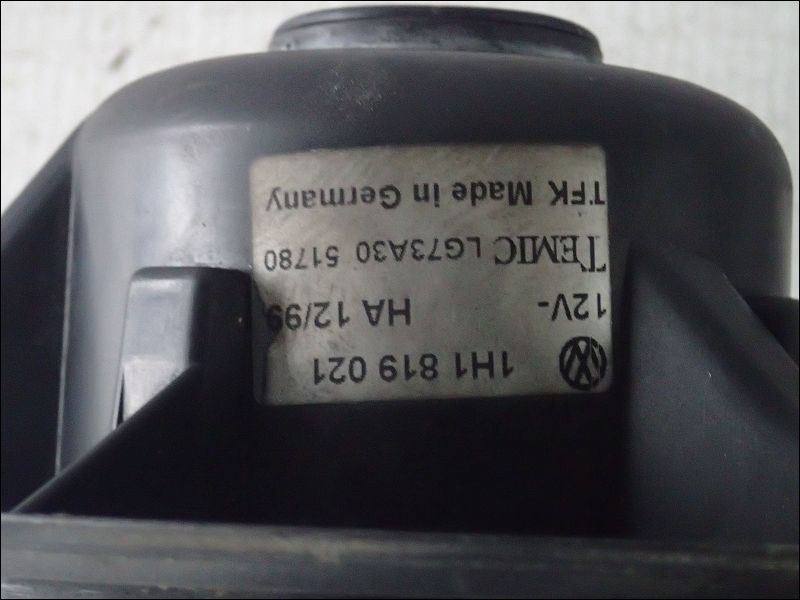 1H1 819 021
12V- HA 12/99
TEMIC LG73A30 51780
TFK Made in Germany